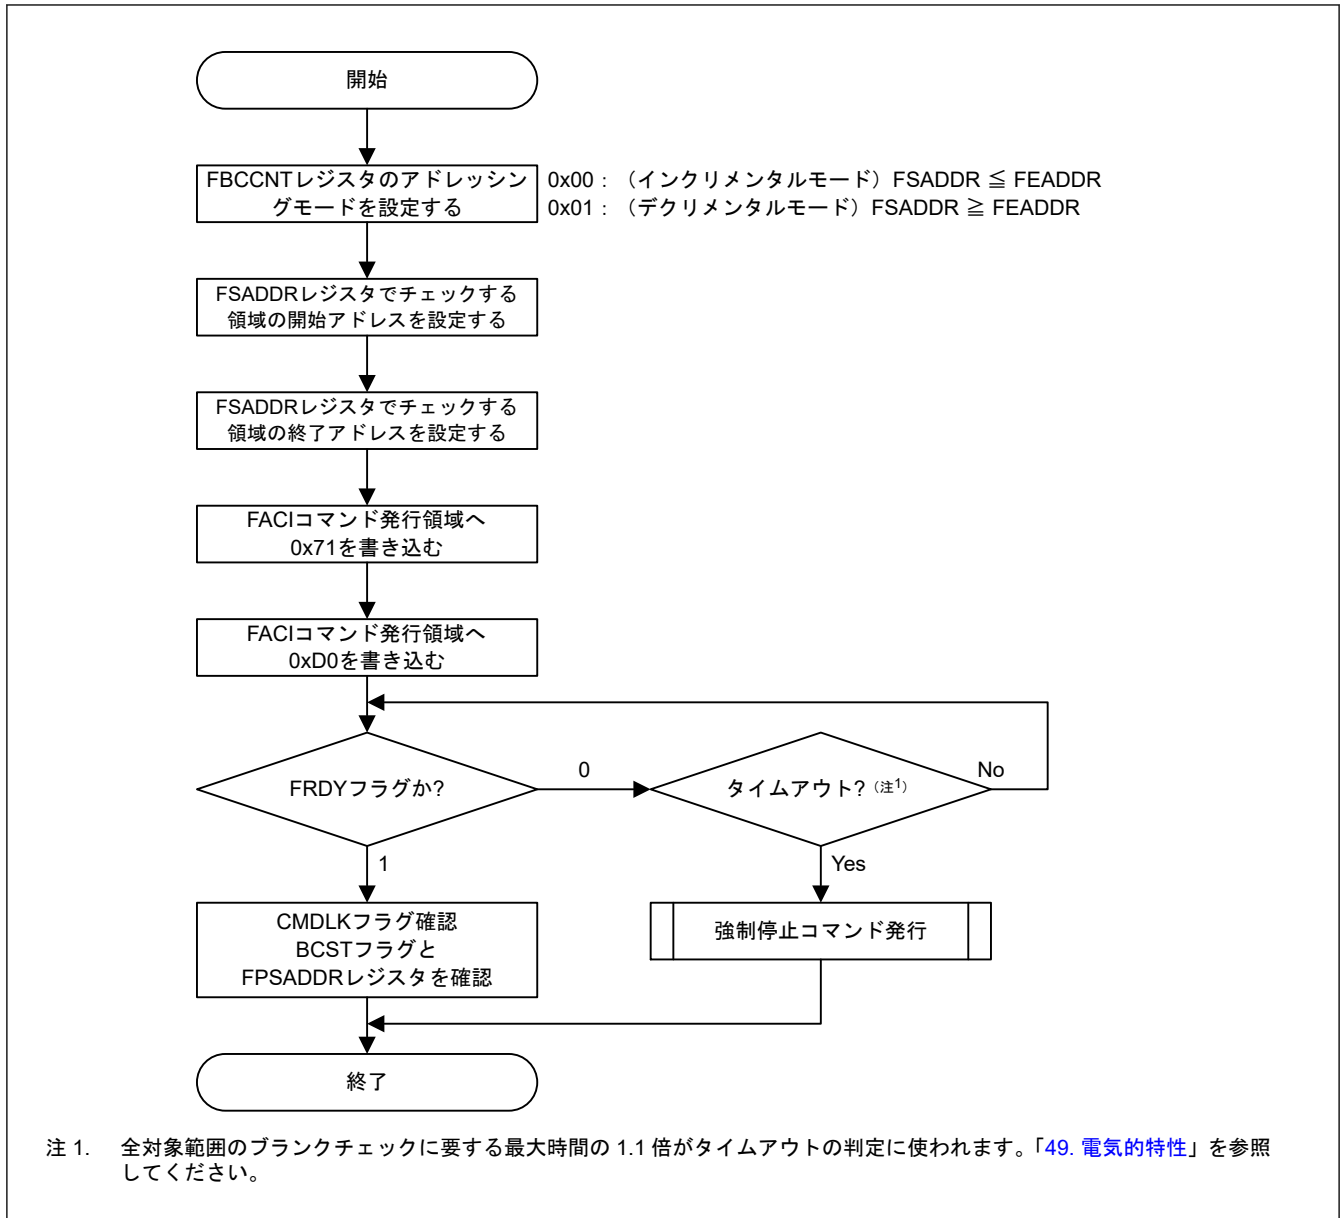 開始
FBCCNTレジスタのアドレッシン
グモードを設定する
0x00： （インクリメンタルモード）FSADDR ≦ FEADDR
0x01： （デクリメンタルモード）FSADDR ≧ FEADDR
FSADDRレジスタでチェックする
領域の開始アドレスを設定する
FSADDRレジスタでチェックする
領域の終了アドレスを設定する
FACIコマンド発行領域へ
0x71を書き込む
FACIコマンド発行領域へ
0xD0を書き込む
FRDYフラグか?
0
タイムアウト? （注1）
No
1
Yes
CMDLKフラグ確認
BCSTフラグと
FPSADDRレジスタを確認
強制停止コマンド発行
終了
注 1. 全対象範囲のブランクチェックに要する最大時間の 1.1 倍がタイムアウトの判定に使われます。「49. 電気的特性」を参照
してください。